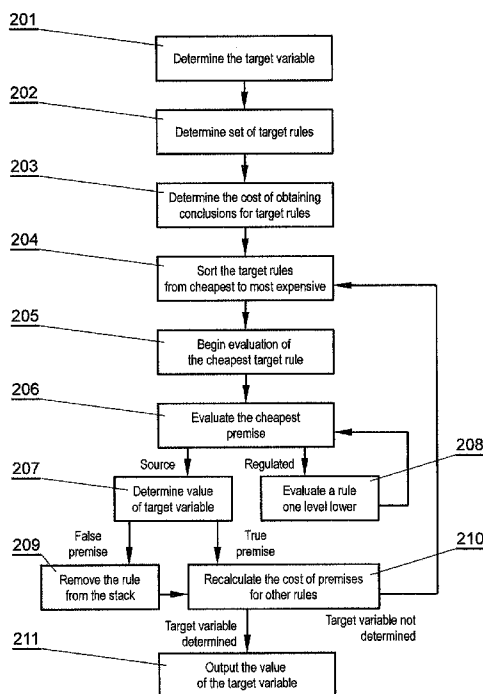 201
Determine the target variable
202
Determine set of target rules
203
Determine the cost of obtaining
conclusions for target rules
204
Sort the target rules
from cheapest to most expensive
205
Begin evaluation of
the cheapest target rule
206
Evaluate the cheapest
premise
Source
Regulated
208
207
Determine value
of target variable
Evaluate a rule
one level lower
False
premise
True
premise
210
209
Remove the rule
from the stack
Recalculate the cost of premises
for other rules
Target variable
determined
Target variable not
determined
211
Output the value
of the target variable